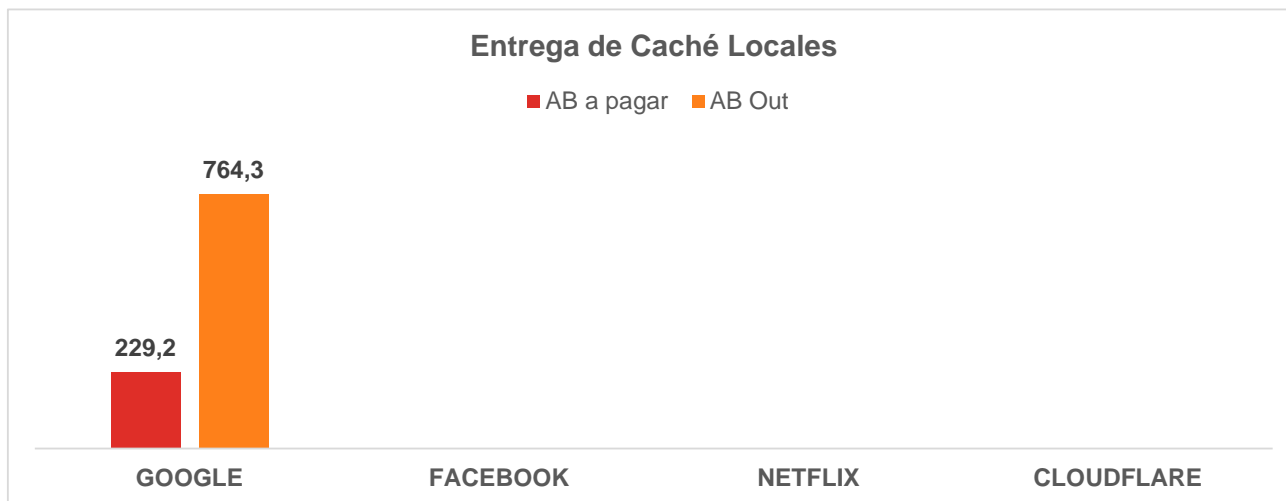 Entrega de Caché Locales
AB a pagar AB Out
764,3
229,2
GOOGLE FACEBOOK NETFLIX CLOUDFLARE